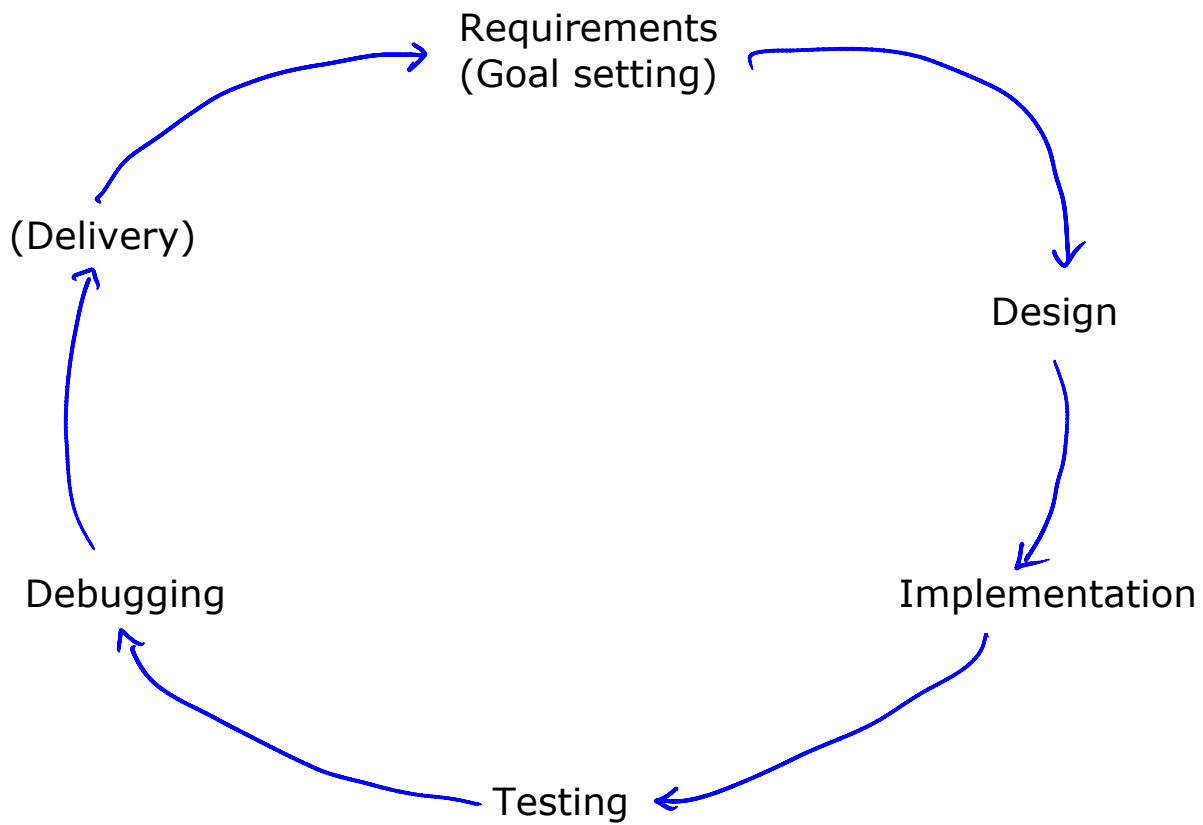 Requirements
(Goal setting)
(Delivery)
Design
Debugging
Implementation
Testing